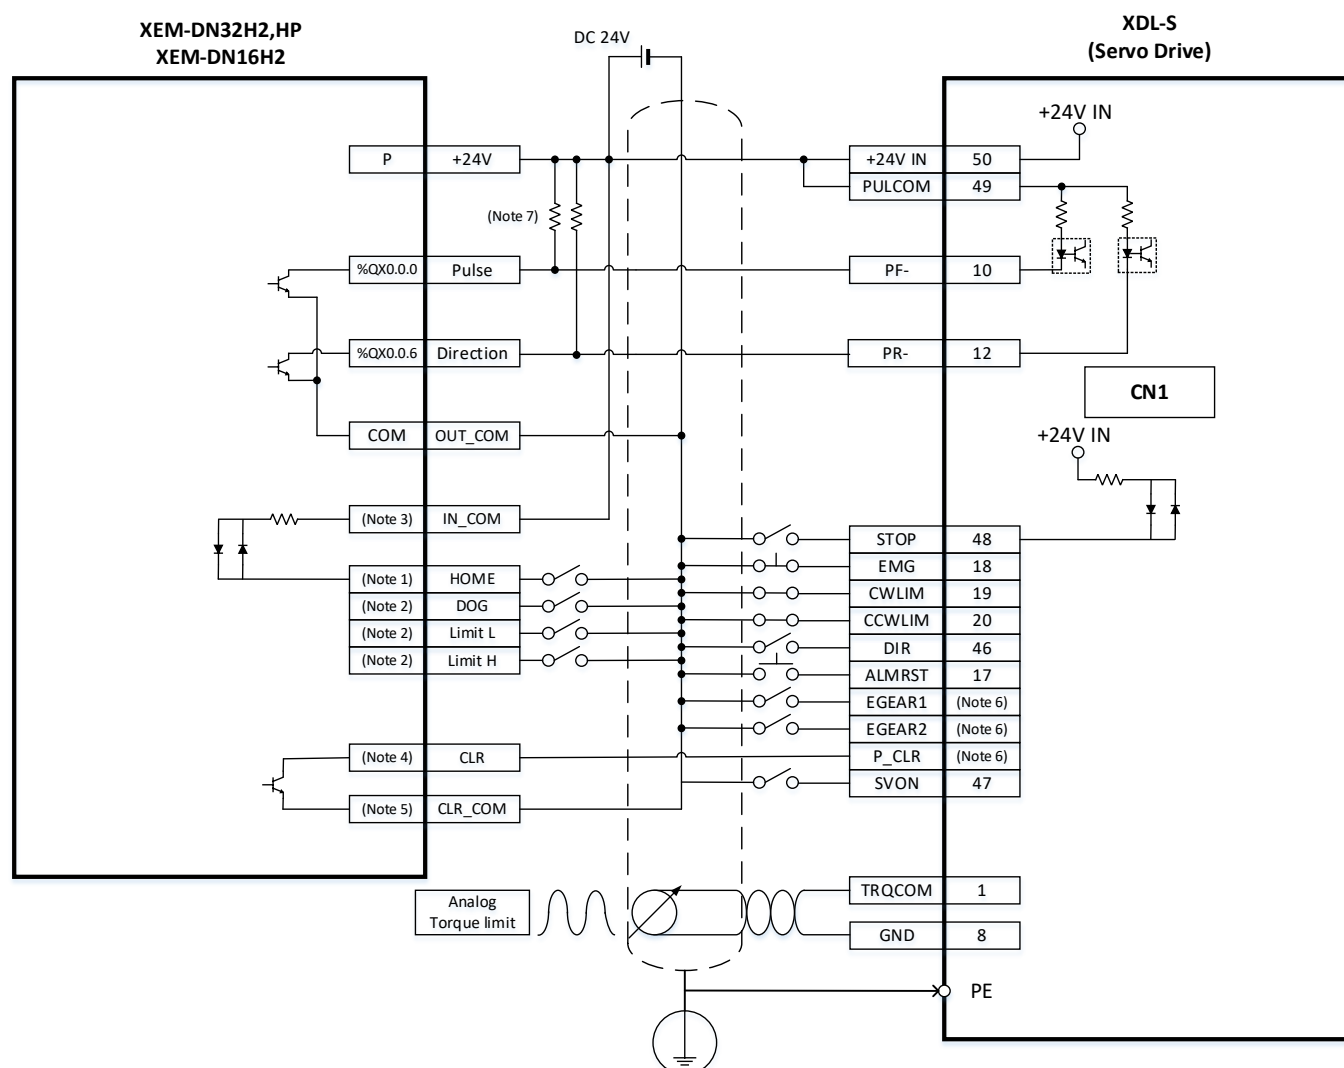 XEM-DN32H2,HP
XEM-DN16H2
XDL-S
(Servo Drive)
DC 24V
+24V IN
P +24V
+24V IN 50
PULCOM 49
(Note 7)
%QX0.0.0 Pulse
PF- 10
%QX0.0.6 Direction
PR- 12
CN1
COM OUT_COM
+24V IN
(Note 3) IN_COM
STOP 48
EMG 18
(Note 1) HOME
CWLIM 19
(Note 2) DOG
CCWLIM 20
(Note 2) Limit L
DIR 46
(Note 2) Limit H
ALMRST 17
EGEAR1 (Note 6)
EGEAR2 (Note 6)
(Note 4) CLR
P_CLR (Note 6)
SVON 47
(Note 5) CLR_COM
Analog
Torque limit
TRQCOM 1
GND 8
PE